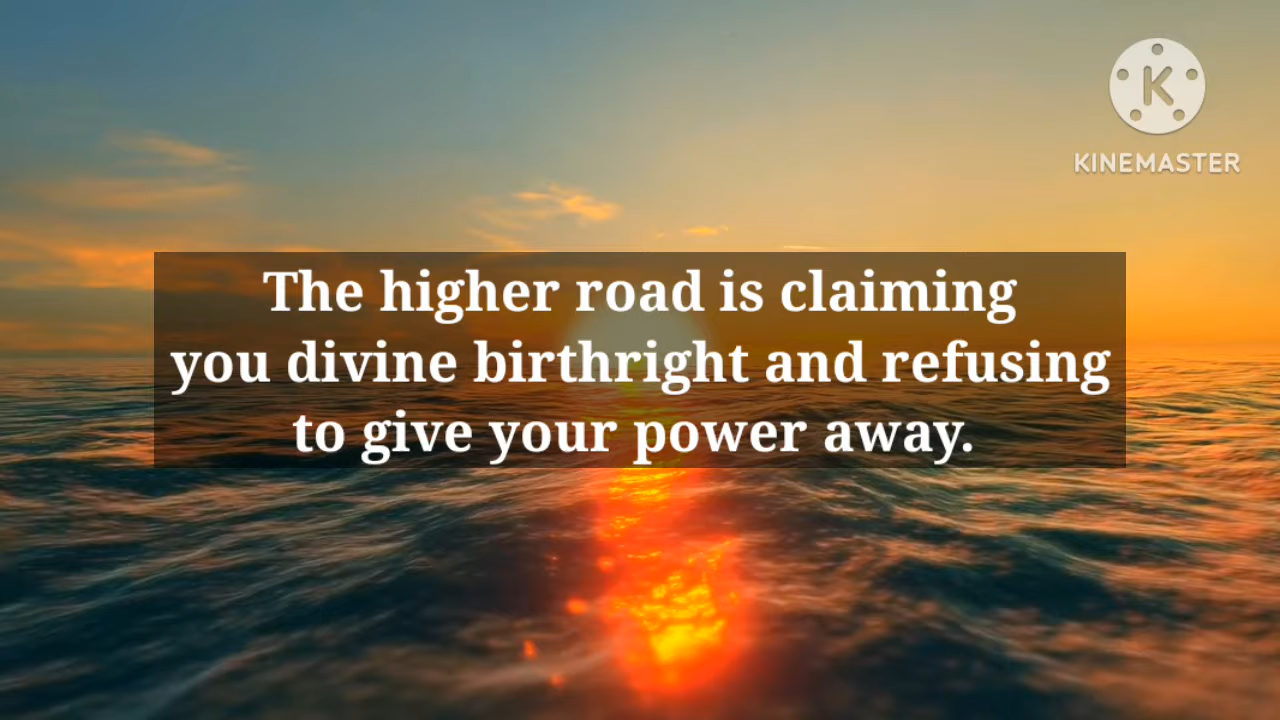 K
KINEMASTER
The higher road is claiming
you divine birthright and refusing
to give your power away.